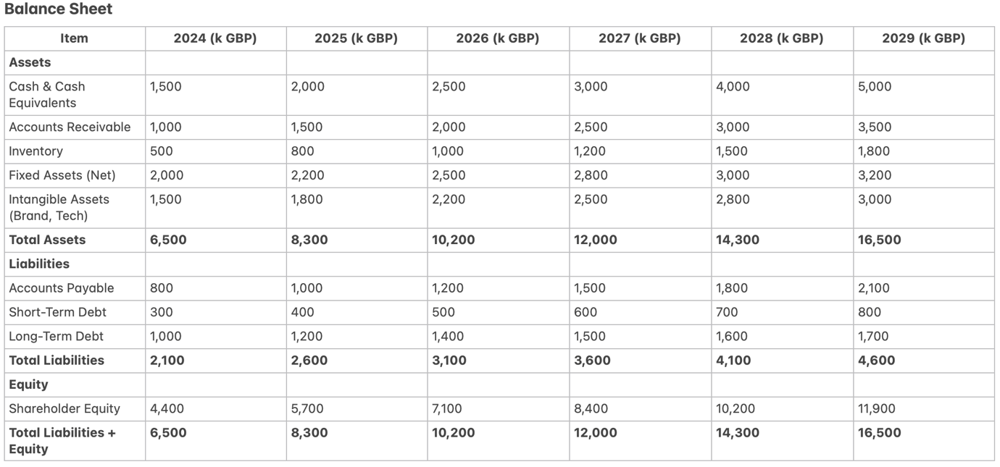 Balance Sheet
Item 2024 (k GBP) 2025 (k GBP) 2026 (k GBP) 2027 (k GBP) 2028 (k GBP) 2029 (k GBP)
Assets
Cash & Cash 1,500 2,000 2,500 3,000 4,000 5,000
Equivalents
Accounts Receivable 1,000 1,500 2,000 2,500 3,000 3,500
Inventory 500 800 1,000 1,200 1,500 1,800
Fixed Assets (Net) 2,000 2,200 2,500 2,800 3,000 3,200
Intangible Assets 1,500 1,800 2,200 2,500 2,800 3,000
(Brand, Tech)
Total Assets 6,500 8,300 10,200 12,000 14,300 16,500
Liabilities
Accounts Payable 800 1,000 1,200 1,500 1,800 2,100
Short-Term Debt 300 400 500 600 700 800
Long-Term Debt 1,000 1,200 1,400 1,500 1,600 1,700
Total Liabilities 2,100 2,600 3,100 3,600 4,100 4,600
Equity
Shareholder Equity 4,400 5,700 7,100 8,400 10,200 11,900
Total Liabilities + 6,500 8,300 10,200 12,000 14,300 16,500
Equity